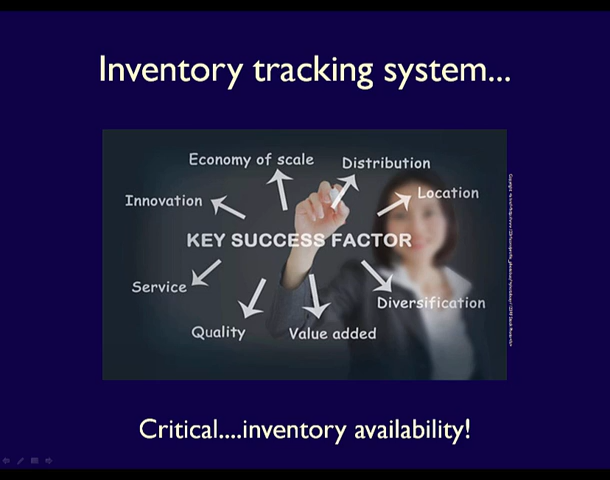 Inventory tracking system...
Economy of scale
Distribution
Innovation
Location
KEY SUCCESS FACTOR
Service
Diversification
Quality
Value added
Critical....inventory availability!